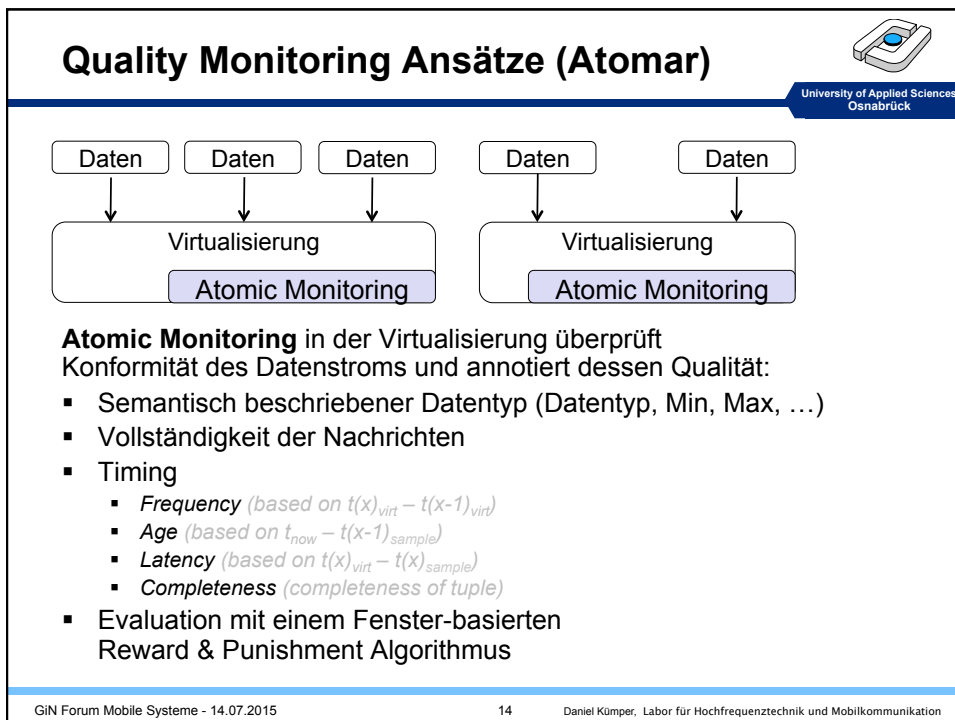 Quality Monitoring Ansätze (Atomar)
University of Applied Sciences
Osnabrück
Daten Daten Daten Daten Daten
Virtualisierung Virtualisierung
Atomic Monitoring Atomic Monitoring
Atomic Monitoring in der Virtualisierung überprüft
Konformität des Datenstroms und annotiert dessen Qualität:
▪ Semantisch beschriebener Datentyp (Datentyp, Min, Max, …)
▪ Vollständigkeit der Nachrichten
▪ Timing
▪ Frequency (based on t(x)virt – t(x-1)virt)
▪ Age (based on tnow – t(x-1)sample)
▪ Latency (based on t(x)virt – t(x)sample)
▪ Completeness (completeness of tuple)
▪ Evaluation mit einem Fenster-basierten
Reward & Punishment Algorithmus
GiN Forum Mobile Systeme - 14.07.2015 14 Daniel Kümper, Labor für Hochfrequenztechnik und Mobilkommunikation